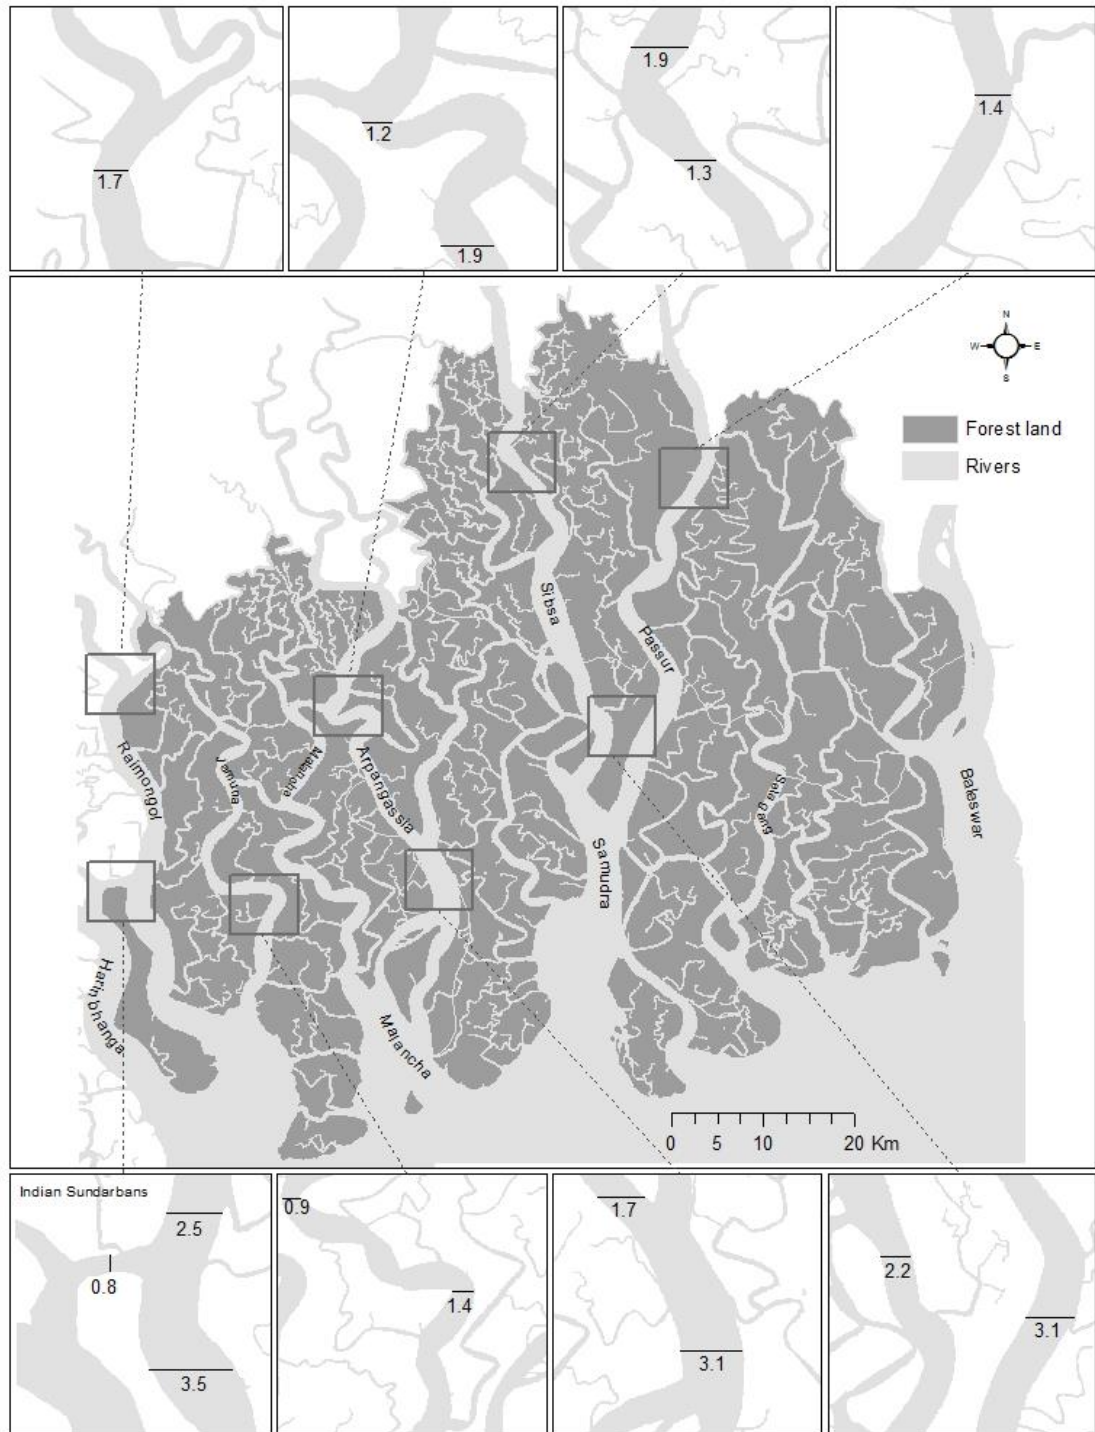 1.7
1.2
1.9
1.9
1.3
1.4
N
W E
S
Forest land
Rivers
Sibsa
Passur
Raimongol
Jamuna
Malancha
Arpangassia
Sela gang
Baleswar
Samudra
Haringbhanga
Malancha
0 5 10 20 Km
Indian Sundarbans
2.5
0.8
3.5
0.9
1.4
1.7
3.1
2.2
3.1